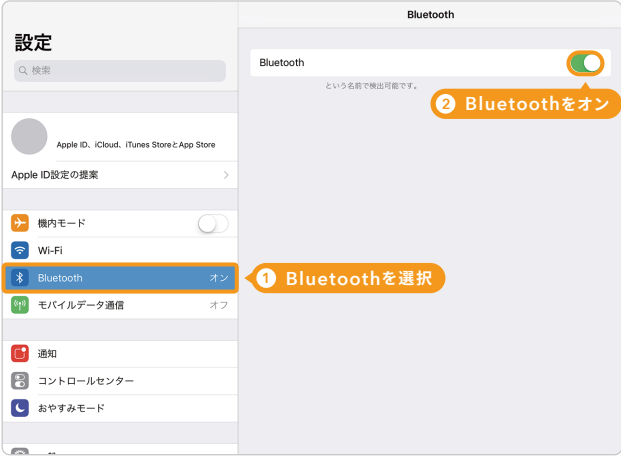 設定
検索
Apple ID、iCloud、iTunes StoreとApp Store
Apple ID設定の提案
機内モード
Wi-Fi
Bluetooth オン
モバイルデータ通信 オフ
通知
コントロールセンター
おやすみモード
Bluetooth
Bluetooth
という名前で検出可能です。
2 Bluetoothをオン
1 Bluetoothを選択